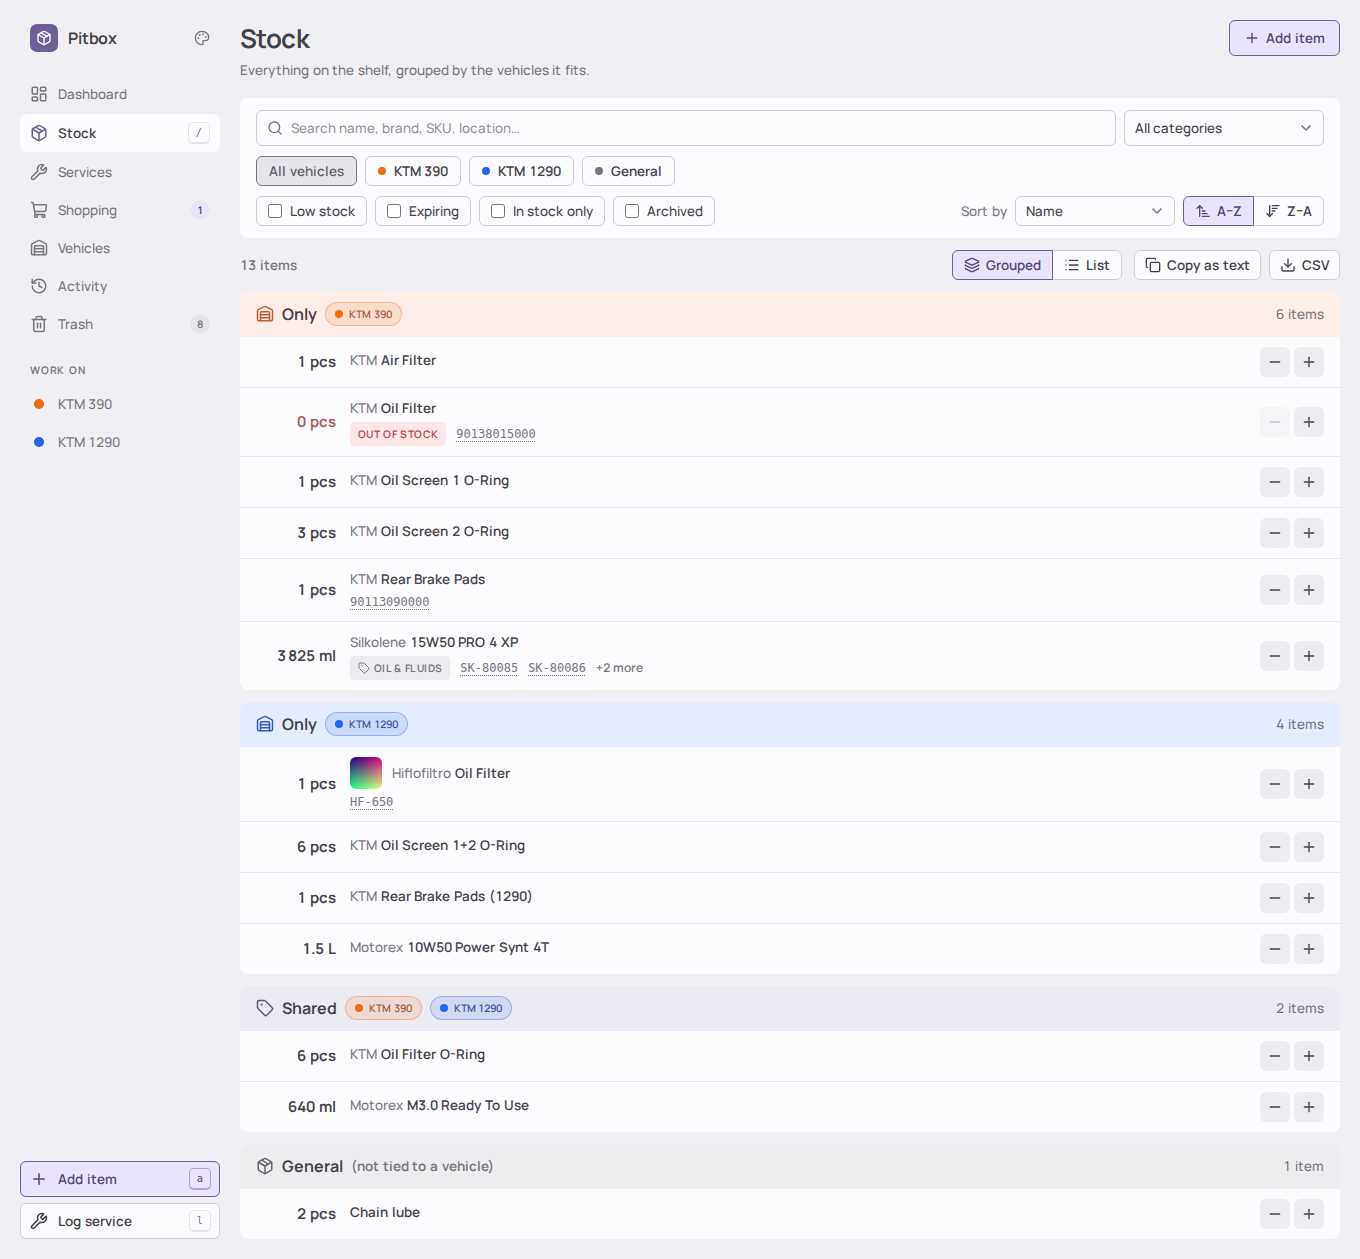 Pitbox
Dashboard
Stock /
Services
Shopping 1
Vehicles
Activity
Trash 8
WORK ON
KTM 390
KTM 1290
Add item a
Log service l
Stock
Add item
Everything on the shelf, grouped by the vehicles it fits.
Search name, brand, SKU, location...
All categories
All vehicles KTM 390 KTM 1290 General
Low stock Expiring In stock only Archived Sort by Name A–Z Z–A
13 items Grouped List Copy as text CSV
Only KTM 390 6 items
1 pcs KTM Air Filter
0 pcs KTM Oil Filter
OUT OF STOCK 90138015000
1 pcs KTM Oil Screen 1 O-Ring
3 pcs KTM Oil Screen 2 O-Ring
1 pcs KTM Rear Brake Pads
90113090000
3 825 ml Silkolene 15W50 PRO 4 XP
OIL & FLUIDS SK-80085 SK-80086 +2 more
Only KTM 1290 4 items
1 pcs Hiflofiltro Oil Filter
HF-650
6 pcs KTM Oil Screen 1+2 O-Ring
1 pcs KTM Rear Brake Pads (1290)
1.5 L Motorex 10W50 Power Synt 4T
Shared KTM 390 KTM 1290 2 items
6 pcs KTM Oil Filter O-Ring
640 ml Motorex M3.0 Ready To Use
General (not tied to a vehicle) 1 item
2 pcs Chain lube